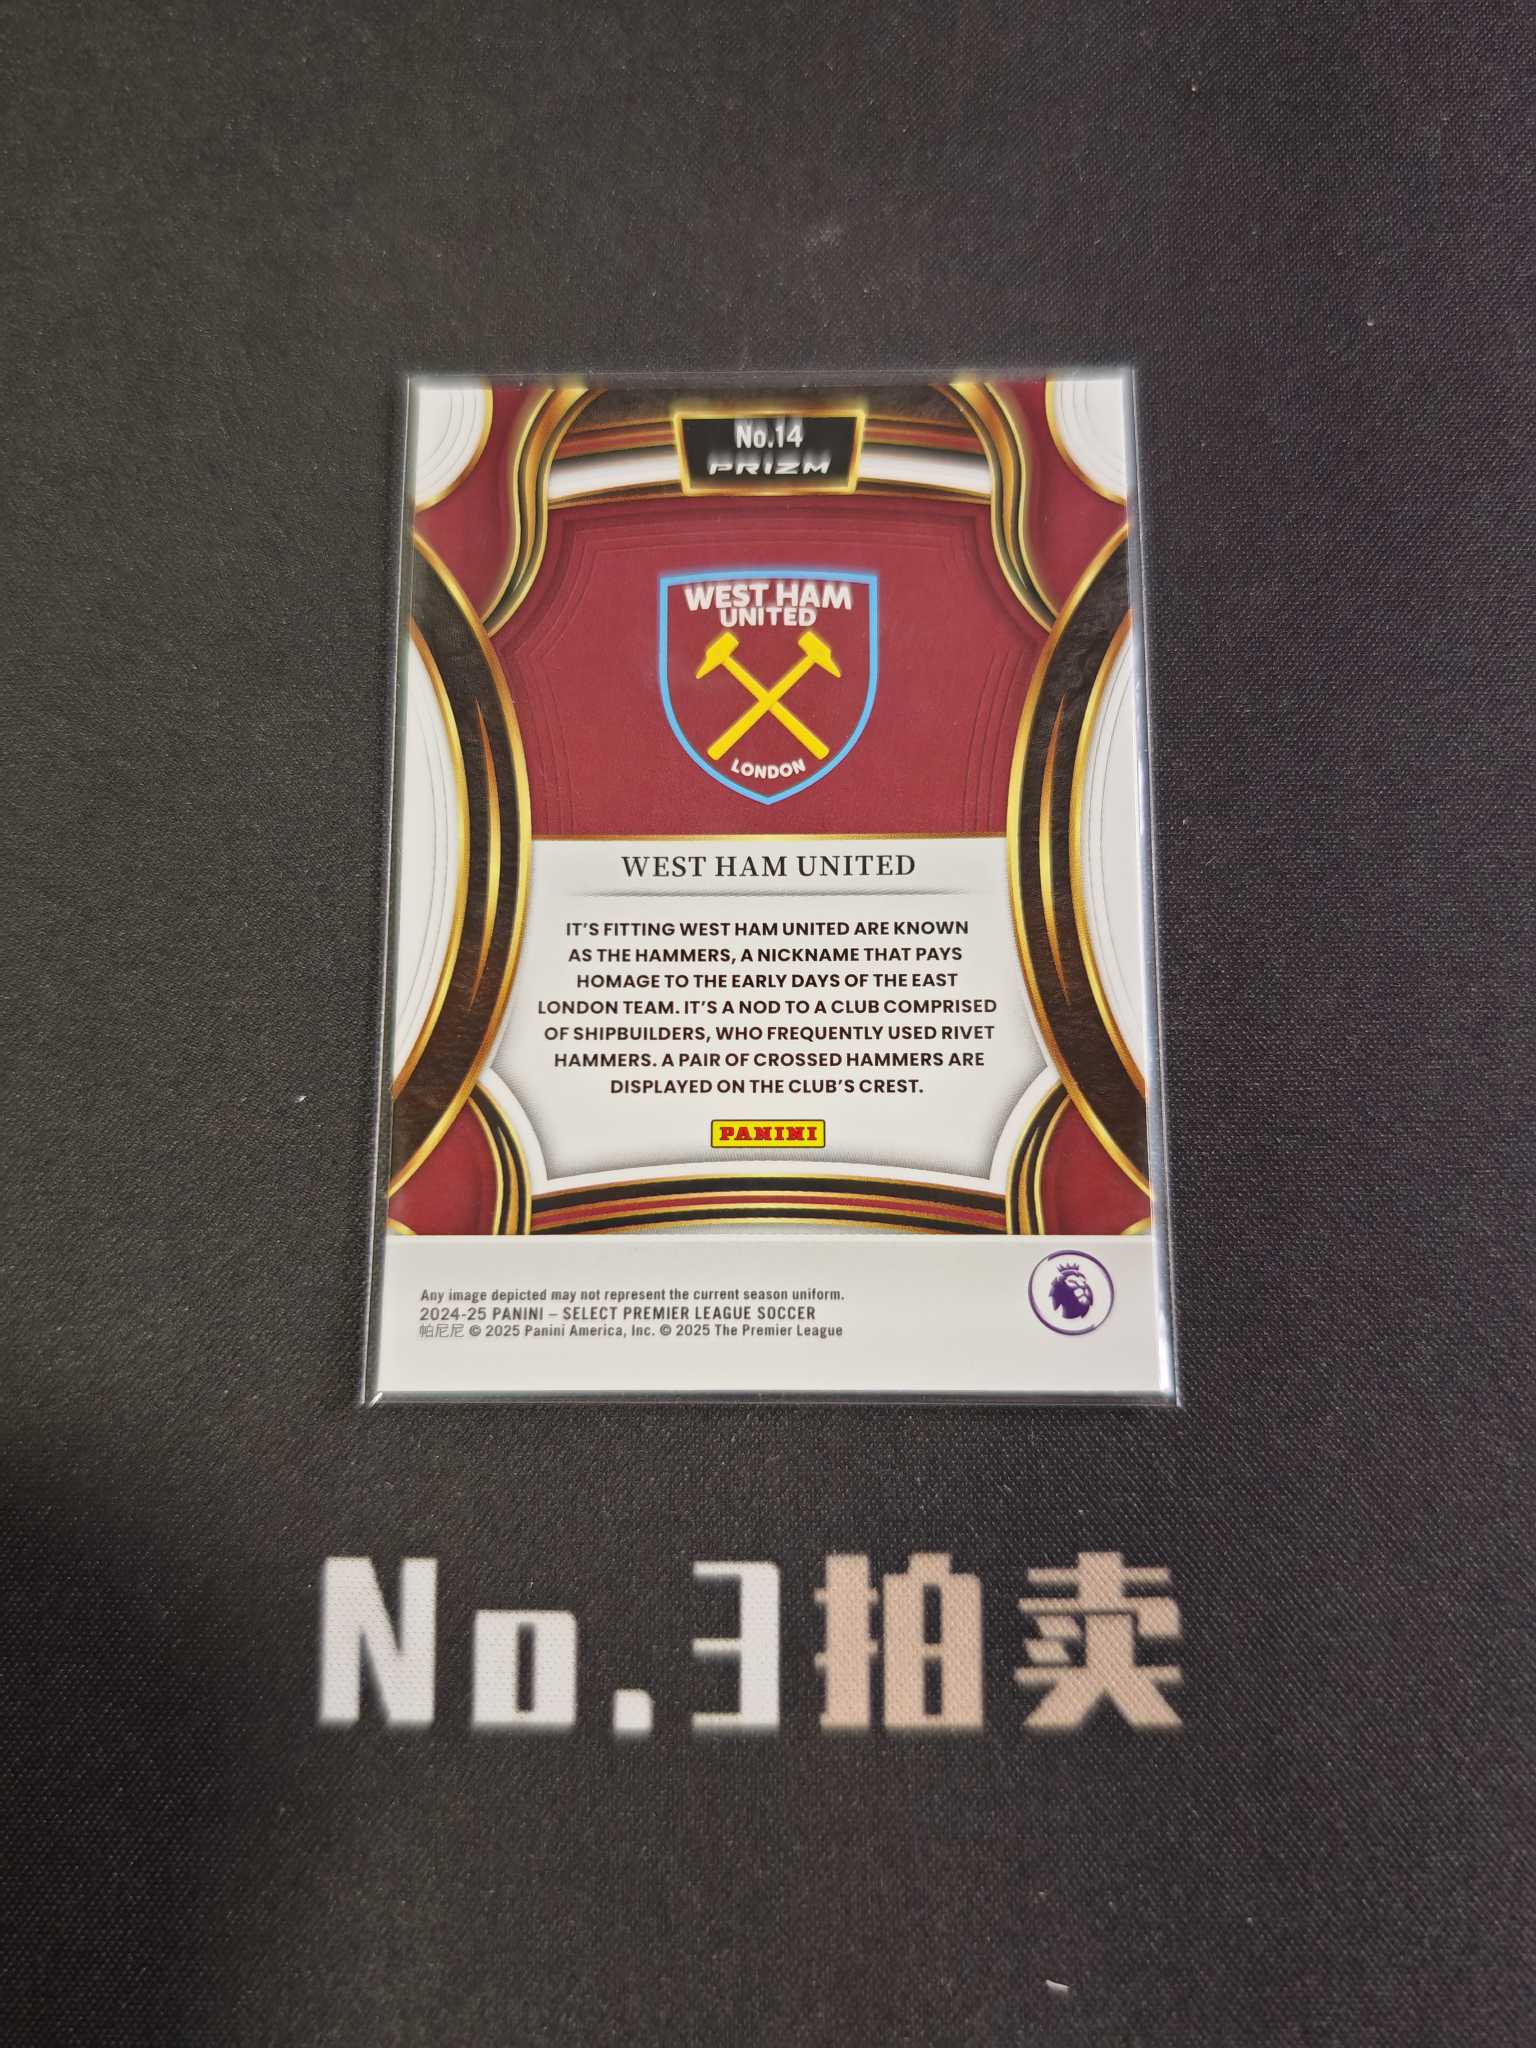 No.14
PRIZM
WEST HAM
UNITED
LONDON
WEST HAM UNITED
IT'S FITTING WEST HAM UNITED ARE KNOWN
AS THE HAMMERS, A NICKNAME THAT PAYS
HOMAGE TO THE EARLY DAYS OF THE EAST
LONDON TEAM. IT'S A NOD TO A CLUB COMPRISED
OF SHIPBUILDERS, WHO FREQUENTLY USED RIVET
HAMMERS. A PAIR OF CROSSED HAMMERS ARE
DISPLAYED ON THE CLUB'S CREST.
PANINI
Any image depicted may not represent the current season uniform.
2024-25 PANINI – SELECT PREMIER LEAGUE SOCCER
帕尼尼 © 2025 Panini America, Inc. © 2025 The Premier League
No.3拍卖